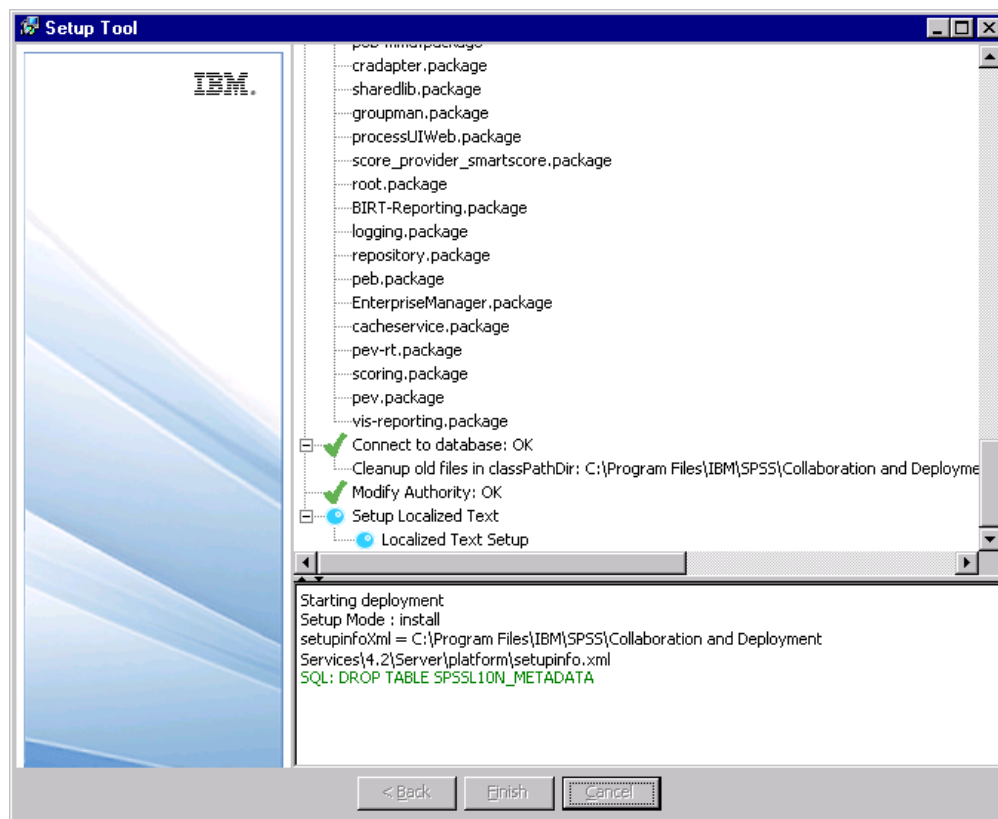 Setup Tool
IBM.
cradapter.package
sharedlib.package
groupman.package
processUIWeb.package
score_provider_smartscore.package
root.package
BIRT-Reporting.package
logging.package
repository.package
peb.package
EnterpriseManager.package
cacheservice.package
pev-rt.package
scoring.package
pev.package
vis-reporting.package
Connect to database: OK
Cleanup old files in classPathDir: C:\Program Files\IBM\SPSS\Collaboration and Deployme
Modify Authority: OK
Setup Localized Text
Localized Text Setup
Starting deployment
Setup Mode : install
setupinfoXml = C:\Program Files\IBM\SPSS\Collaboration and Deployment
Services\4.2\Server\platform\setupinfo.xml
SQL: DROP TABLE SPSSL10N_METADATA
< Back
Finish
Cancel